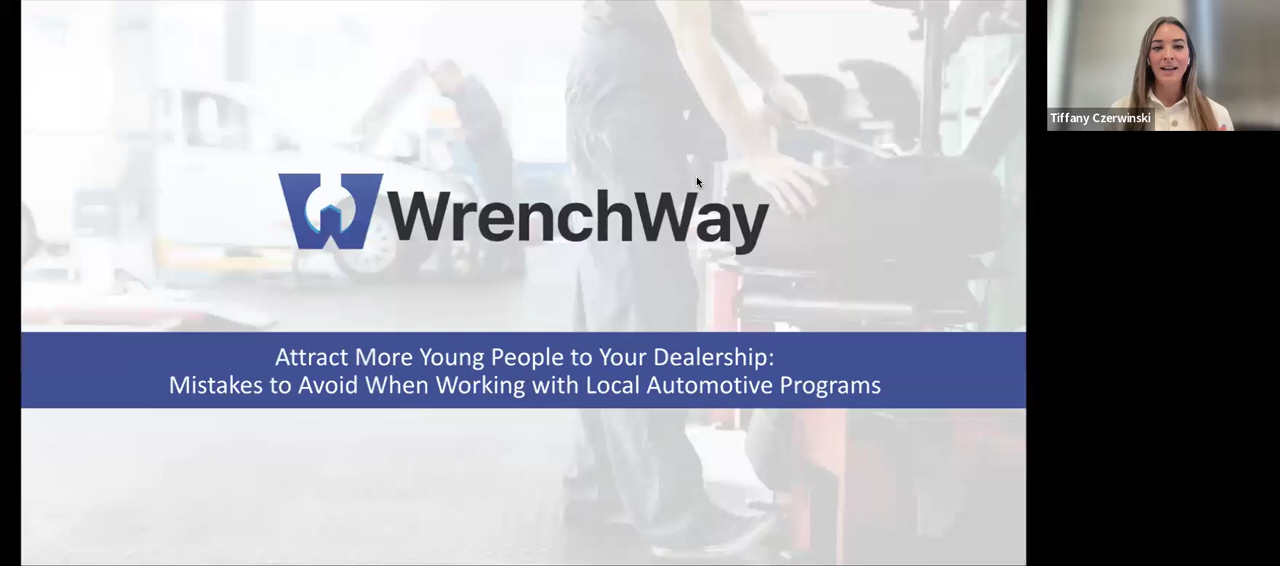 WrenchWay
Attract More Young People to Your Dealership:
Mistakes to Avoid When Working with Local Automotive Programs
Tiffany Czerwinski